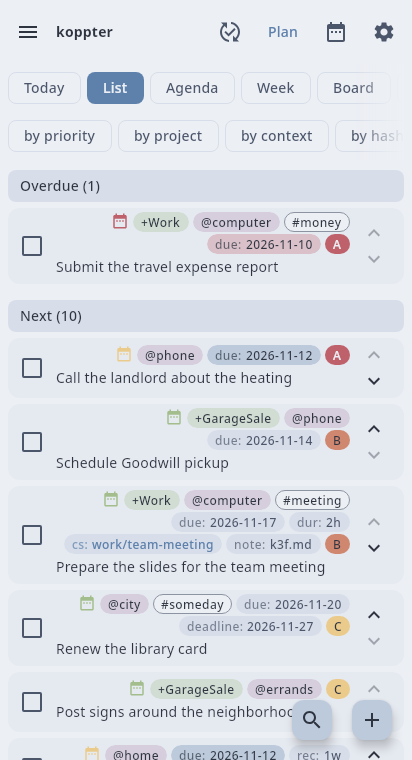 koppter Plan
Today List Agenda Week Board
by priority by project by context by hash
Overdue (1)
+Work @computer #money
due: 2026-11-10 A
Submit the travel expense report
Next (10)
@phone due: 2026-11-12 A
Call the landlord about the heating
+GarageSale @phone
due: 2026-11-14 B
Schedule Goodwill pickup
+Work @computer #meeting
due: 2026-11-17 dur: 2h
cs: work/team-meeting note: k3f.md B
Prepare the slides for the team meeting
@city #someday due: 2026-11-20
deadline: 2026-11-27 C
Renew the library card
+GarageSale @errands C
Post signs around the neighborhoo
@home due: 2026-11-12 rec: 1w